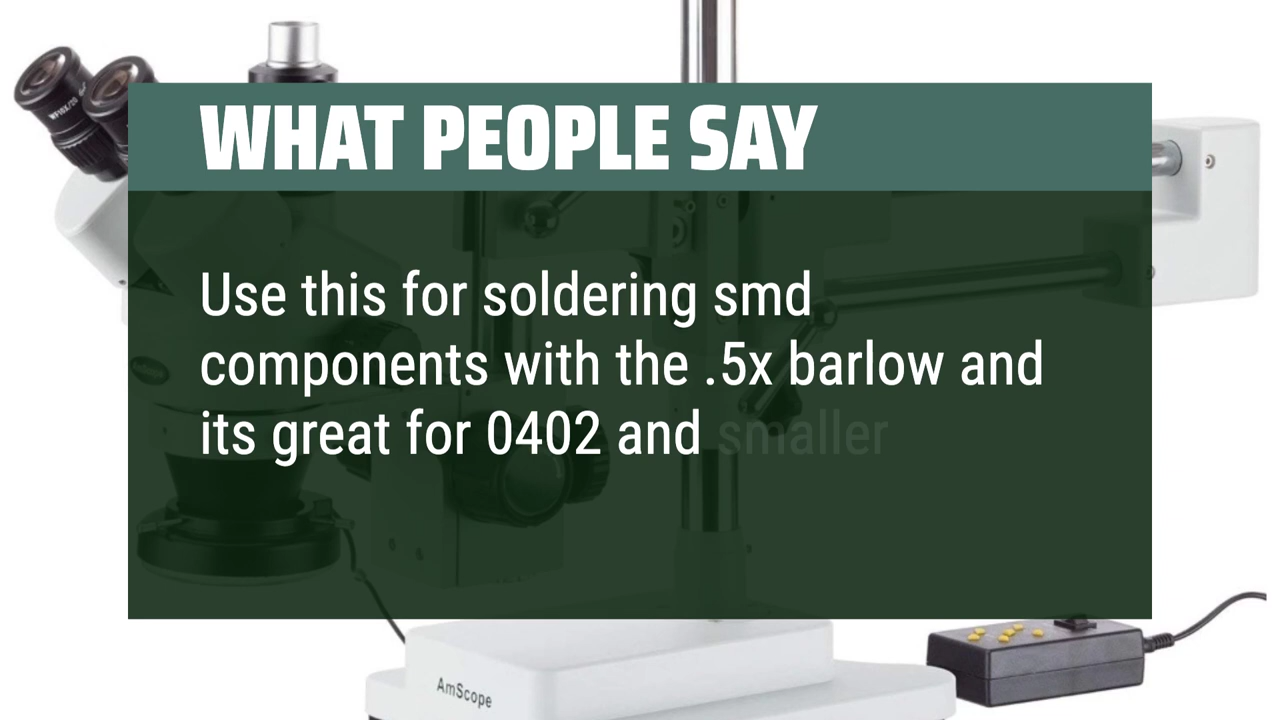 WHAT PEOPLE SAY
Use this for soldering smd
components with the .5x barlow and
its great for 0402 and smaller
AmScope